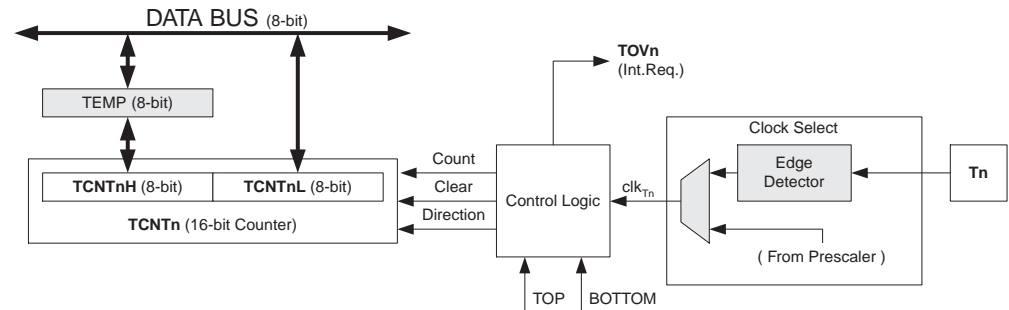 DATA BUS (8-bit)
TOVn
(Int.Req.)
TEMP (8-bit)
Clock Select
Count
Edge
Detector
Tn
TCNTnH (8-bit)
TCNTnL (8-bit)
Clear
Control Logic
clkTn
TCNTn (16-bit Counter)
Direction
( From Prescaler )
TOP
BOTTOM